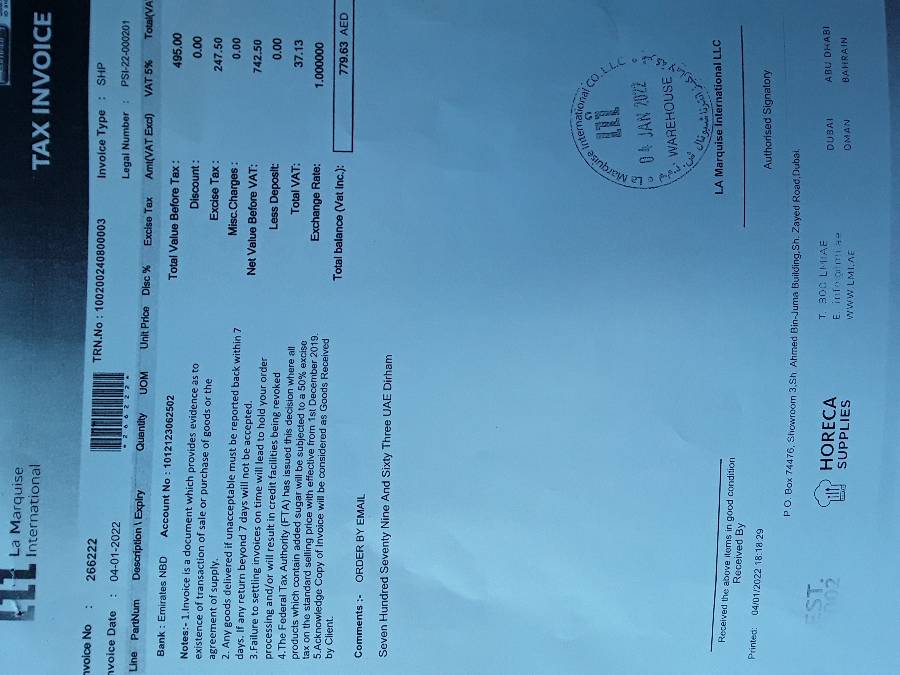 La Marquise
International
TAX INVOICE
nvoice No : 266222
TRN.No : 100200240800003
Invoice Type : SHP
nvoice Date : 04-01-2022
* 2 6 6 2 2 2 *
Legal Number : PSI-22-000201
Line PartNum Description \ Expiry Quantity UOM Unit Price Disc % Excise Tax Amt(VAT Excl) VAT 5% Total(VA
Bank : Emirates NBD Account No : 1012123062502
Notes:- 1.Invoice is a document which provides evidence as to
existence of transaction of sale or purchase of goods or the
agreement of supply.
2. Any goods delivered if unacceptable must be reported back within 7
days. If any return beyond 7 days will not be accepted.
3.Failure to settling invoices on time will lead to hold your order
processing and/or will result in credit facilities being revoked
4.The Federal Tax Authority (FTA) has issued this decision where all
products which contain added sugar will be subjected to a 50% excise
tax on the standard selling price with effective from 1st December 2019.
5.Acknowledge Copy of Invoice will be considered as Goods Received
by Client.
Total Value Before Tax : 495.00
Discount : 0.00
Excise Tax : 247.50
Misc.Charges : 0.00
Net Value Before VAT: 742.50
Less Deposit: 0.00
Total VAT: 37.13
Exchange Rate: 1.000000
Total balance (Vat Inc.): 779.63 AED
Comments :- ORDER BY EMAIL
Seven Hundred Seventy Nine And Sixty Three UAE Dirham
La Marquise International CO. L.L.C
04 JAN 2022
WAREHOUSE
LA Marquise International LLC
Received the above items in good condition
Received By
Authorised Signatory
Printed: 04/01/2022 18:18:29
P.O. Box 74476, Showroom 3,Sh. Ahmed Bin-Juma Building,Sh. Zayed Road,Dubai.
EST.
2002
HORECA
SUPPLIES
T. 800 LMIAE
E. info@lmi.ae
WWW.LMI.AE
DUBAI ABU DHABI
OMAN BAHRAIN